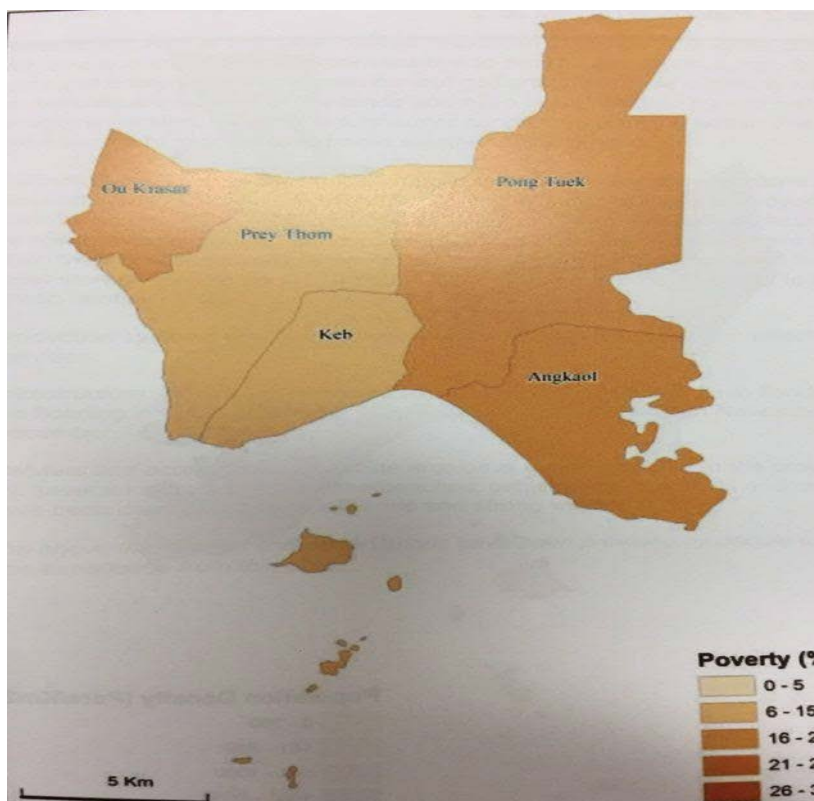 Ou Krasar
Pong Tuek
Prey Thom
Keb
Angkaol
Poverty (%
0 - 5
6 - 15
16 - 2
21 - 2
26 - 3
5 Km